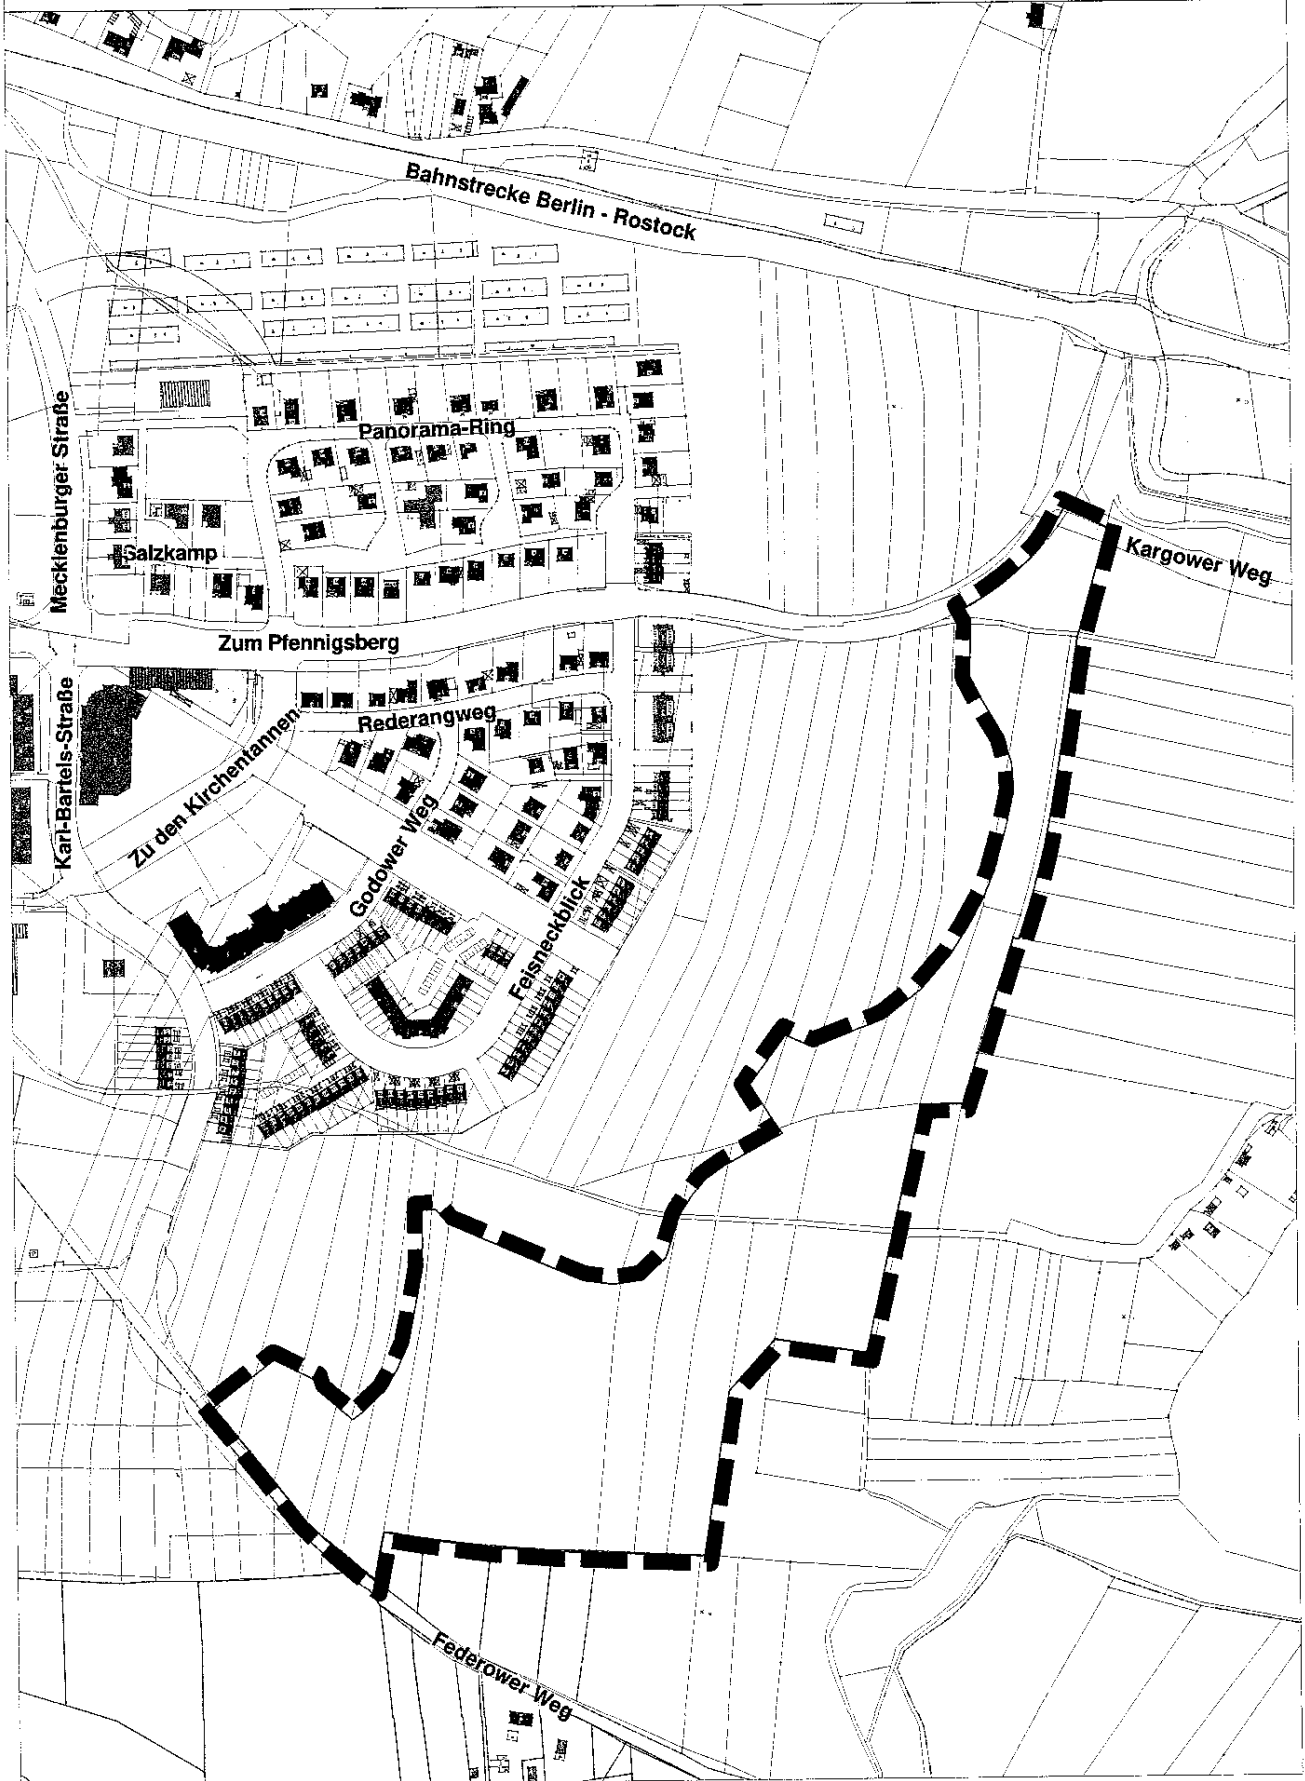 Bahnstrecke Berlin - Rostock
Mecklenburger Straße
Panorama-Ring
Salzkamp
Kargower Weg
Zum Pfennigsberg
Karl-Bartels-Straße
Rederangweg
Zu den Kirchentannen
Godower Weg
Feisneckblick
Federower Weg